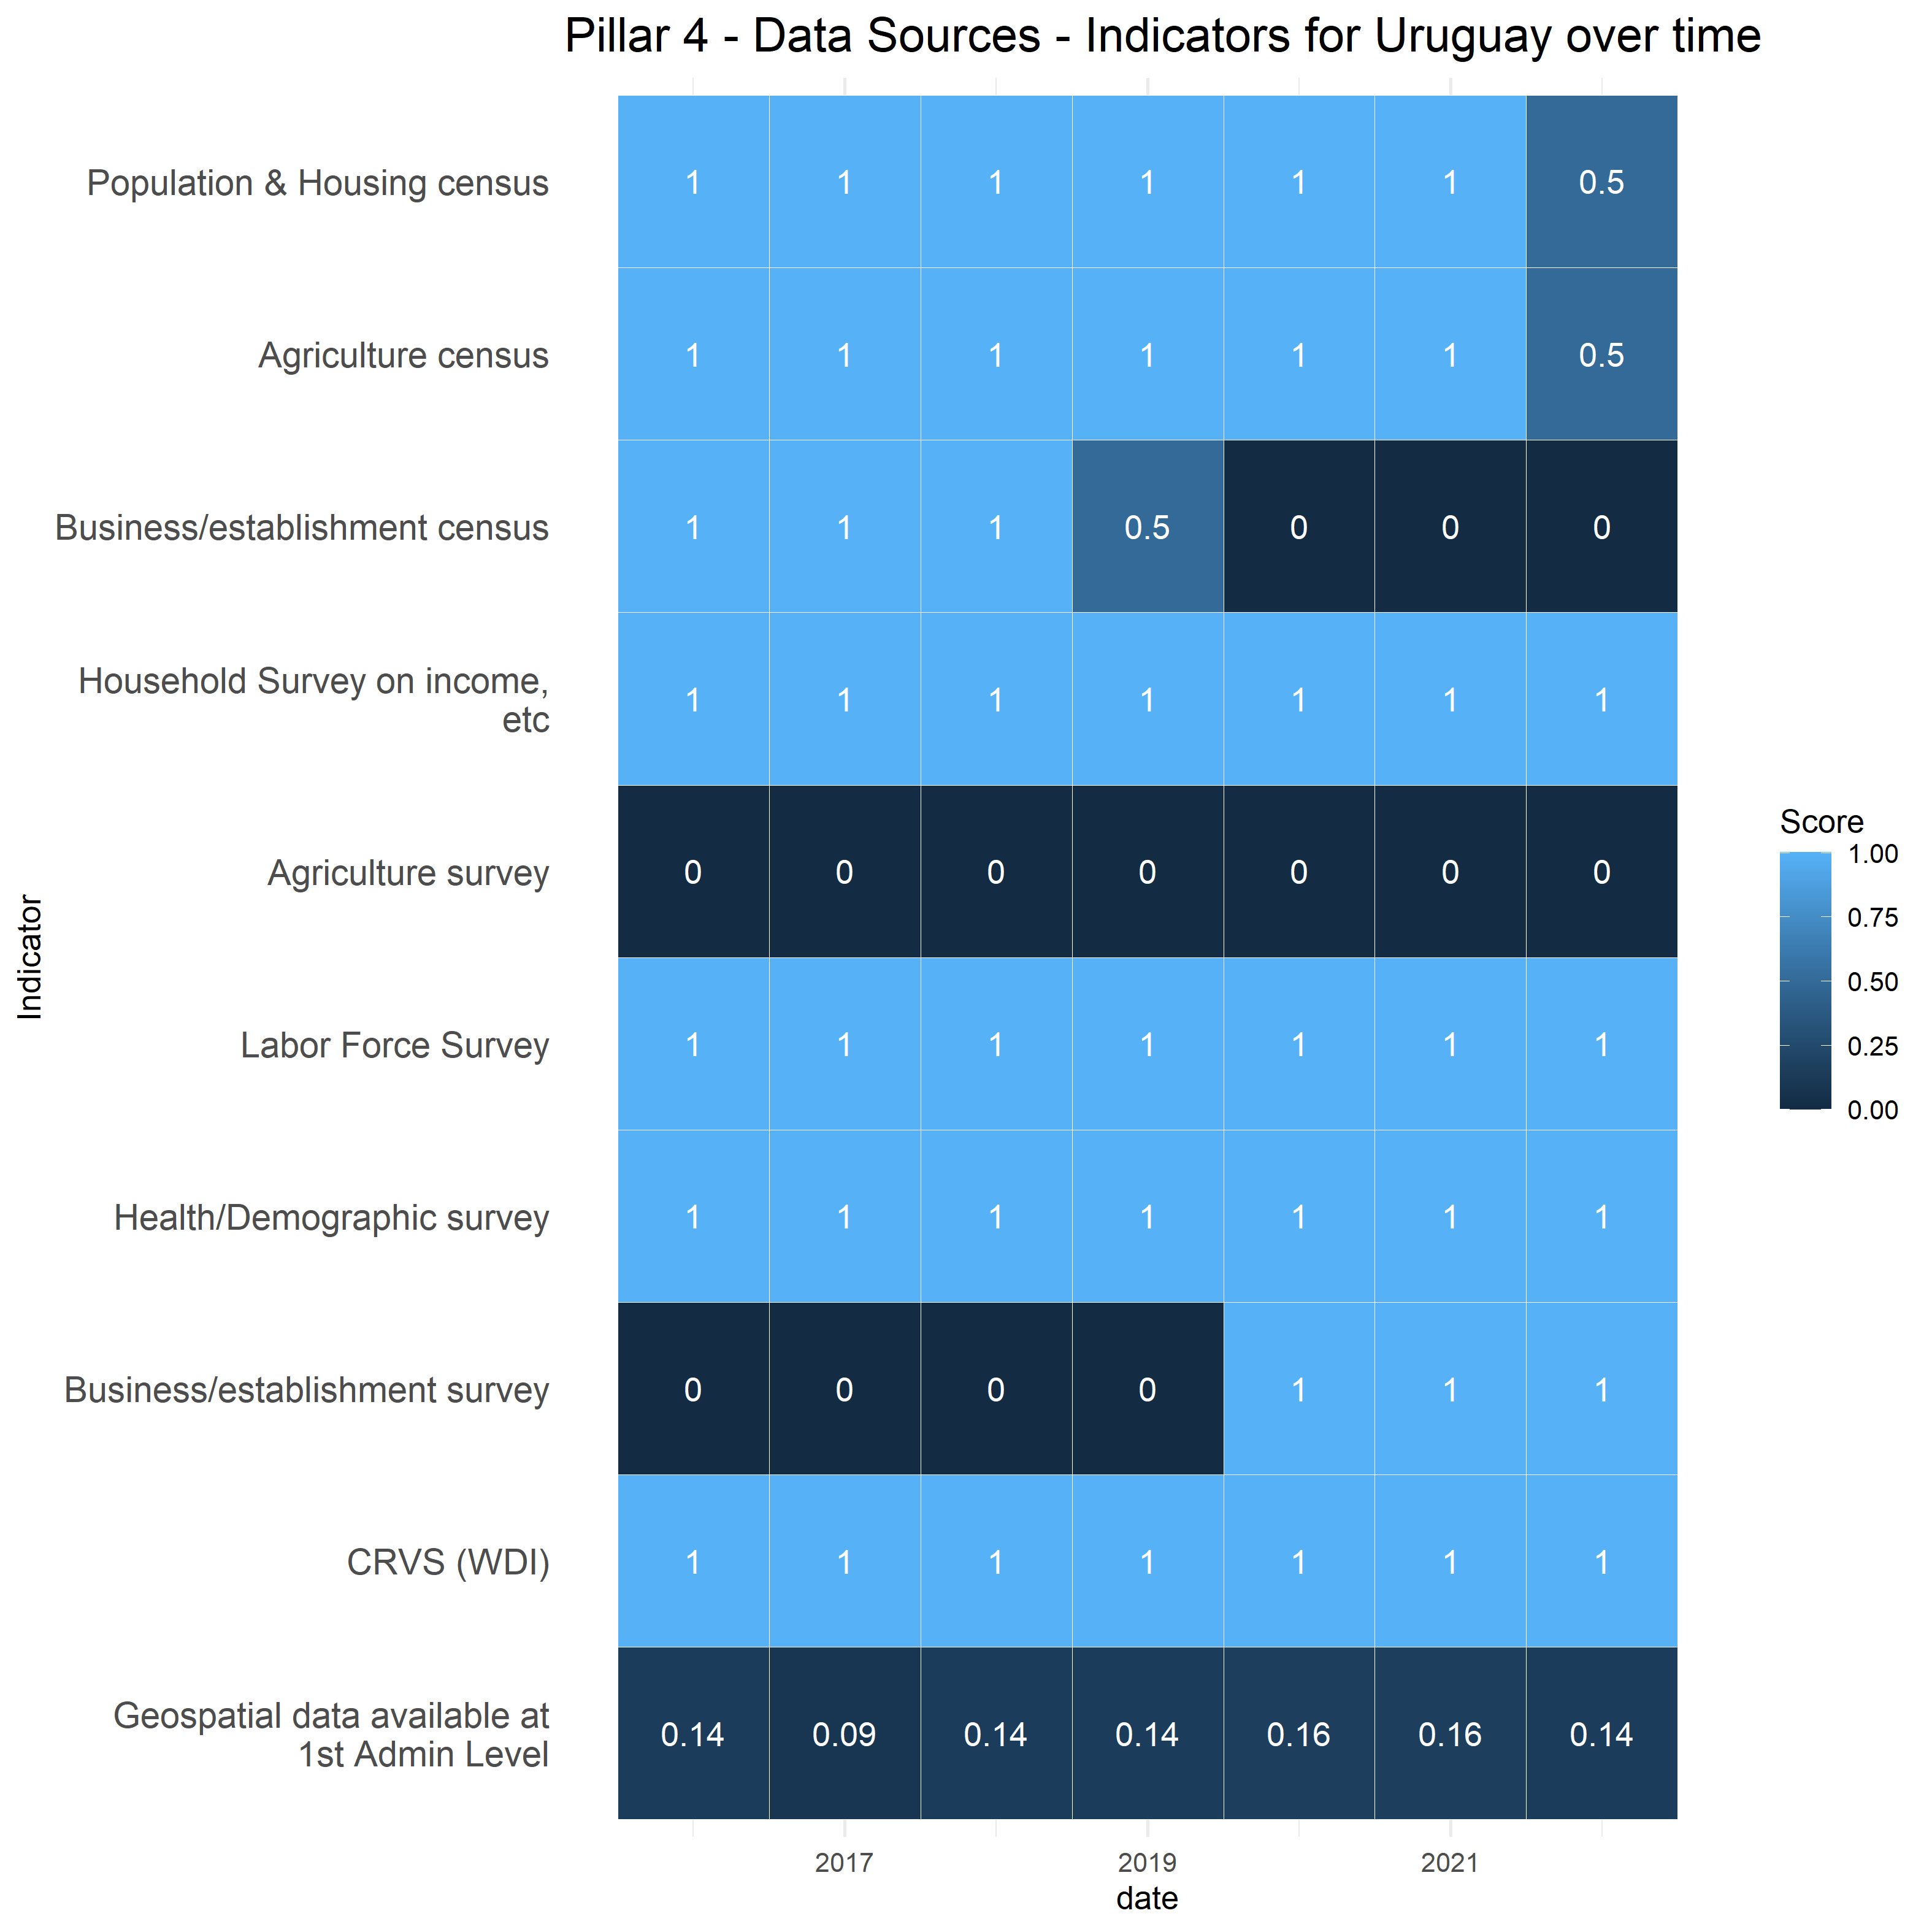 Pillar 4 - Data Sources - Indicators for Uruguay over time
Population & Housing census
1 1 1 1 1 1 0.5
Agriculture census
1 1 1 1 1 1 0.5
Business/establishment census
1 1 1 0.5 0 0 0
Household Survey on income,
etc
1 1 1 1 1 1 1
Agriculture survey
0 0 0 0 0 0 0
Labor Force Survey
1 1 1 1 1 1 1
Health/Demographic survey
1 1 1 1 1 1 1
Business/establishment survey
0 0 0 0 1 1 1
CRVS (WDI)
1 1 1 1 1 1 1
Geospatial data available at
1st Admin Level
0.14 0.09 0.14 0.14 0.16 0.16 0.14
2017 2019 2021
date
Indicator
Score
1.00
0.75
0.50
0.25
0.00